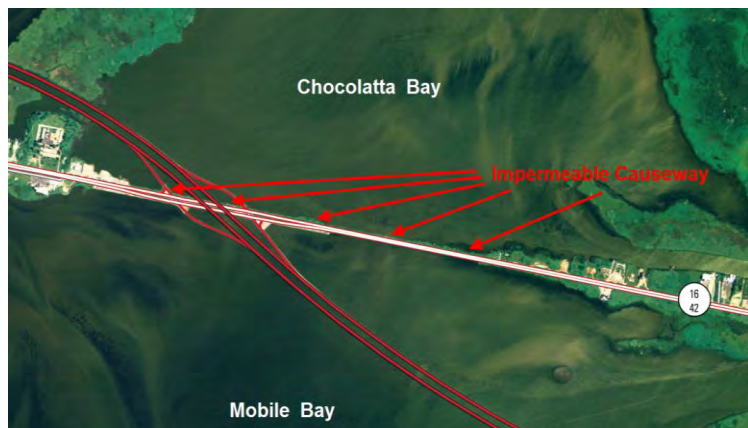 Chocolatta Bay
Impermeable Causeway
16
42
Mobile Bay